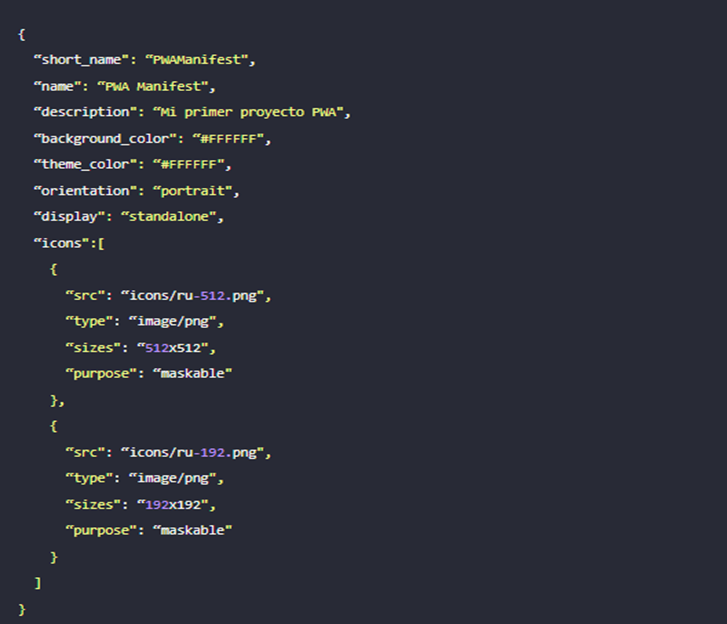 {
“short_name": “PWAManifest",
“name": “PWA Manifest",
“description": “Mi primer proyecto PWA",
“background_color": “#FFFFFF",
“theme_color": “#FFFFFF",
“orientation": “portrait",
“display": “standalone",
“icons":[
{
“src": “icons/ru-512.png",
“type": “image/png",
“sizes": “512x512",
“purpose": “maskable"
},
{
“src": “icons/ru-192.png",
“type": “image/png",
“sizes": “192x192",
“purpose": “maskable"
}
]
}